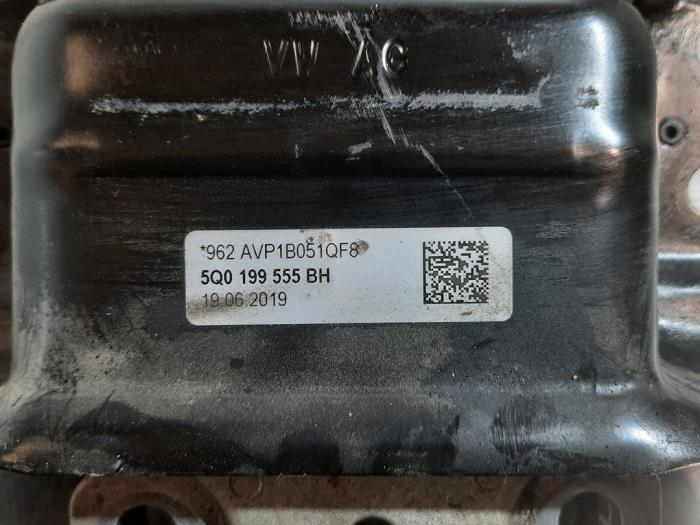 VW AG
*962 AVP1B051QF8*
5Q0 199 555 BH
19.06.2019